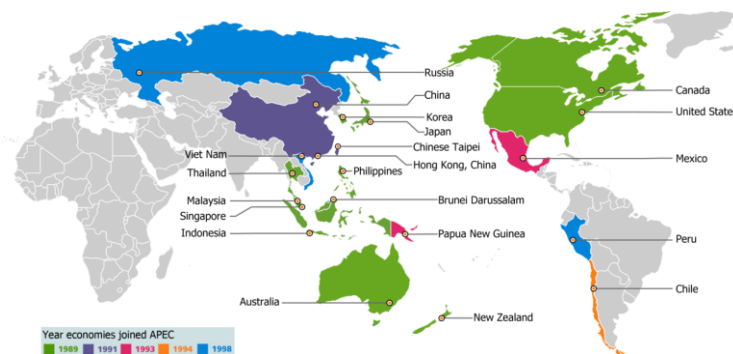 Russia
China
Canada
Korea
United State
Japan
Chinese Taipei
Viet Nam
Hong Kong, China
Mexico
Thailand
Philippines
Malaysia
Brunei Darussalam
Singapore
Indonesia
Papua New Guinea
Peru
Chile
Australia
New Zealand
Year economies joined APEC
1989 1991 1993 1994 1998